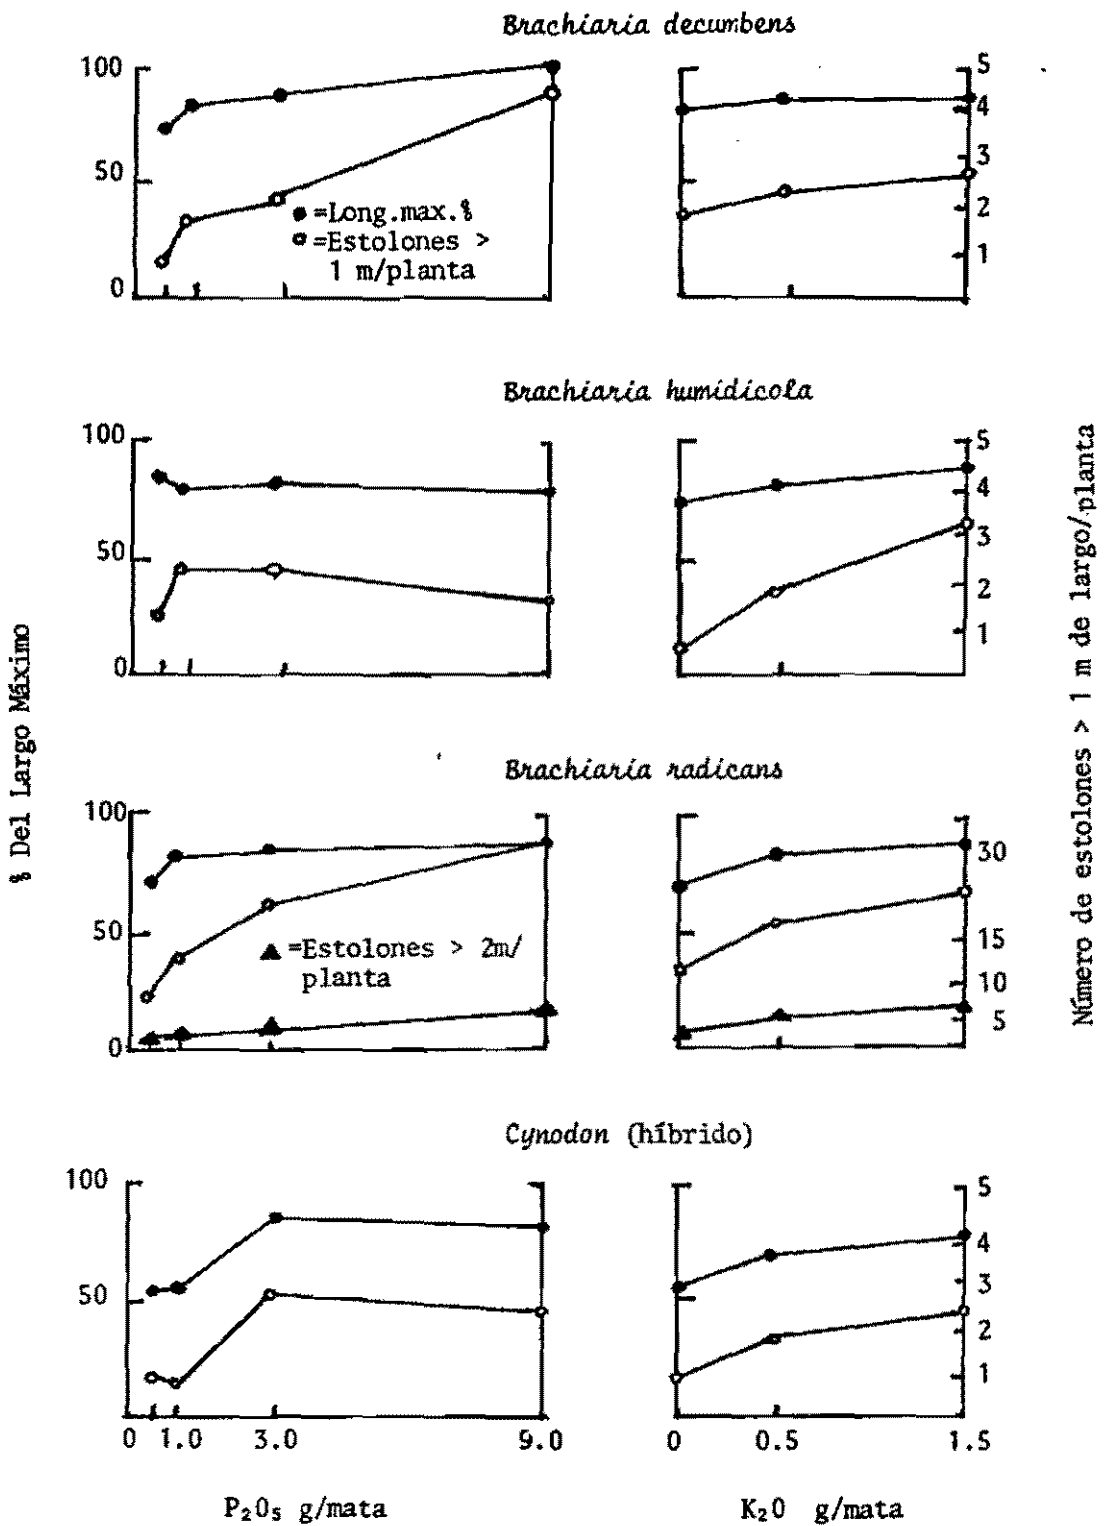 Brachiaria decumbens
100
50
0
● =Long.max.%
○ =Estolones >
1 m/planta
5
4
3
2
1
Brachiaria humidicola
100
50
0
5
4
3
2
1
Brachiaria radicans
100
50
0
▲ =Estolones > 2m/
planta
30
15
10
5
Cynodon (híbrido)
100
50
0 1.0 3.0 9.0
5
4
3
2
1
0 0.5 1.5
P₂O₅ g/mata
K₂O g/mata
% Del Largo Máximo
Número de estolones > 1 m de largo/planta